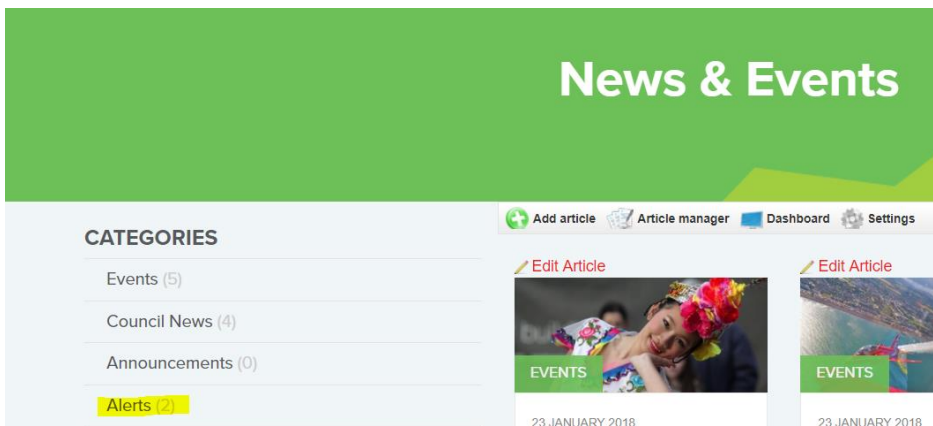 News & Events
CATEGORIES
Events (5)
Council News (4)
Announcements (0)
Alerts (2)
Add article Article manager Dashboard Settings
Edit Article
EVENTS
23 JANUARY 2018
Edit Article
EVENTS
23 JANUARY 2018